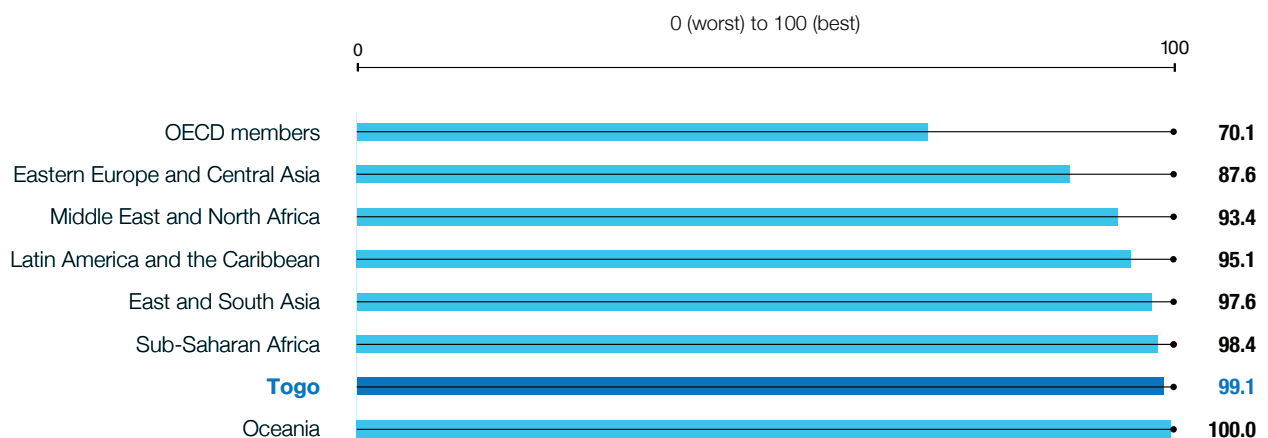 0 (worst) to 100 (best)
0 100
OECD members 70.1
Eastern Europe and Central Asia 87.6
Middle East and North Africa 93.4
Latin America and the Caribbean 95.1
East and South Asia 97.6
Sub-Saharan Africa 98.4
Togo 99.1
Oceania 100.0